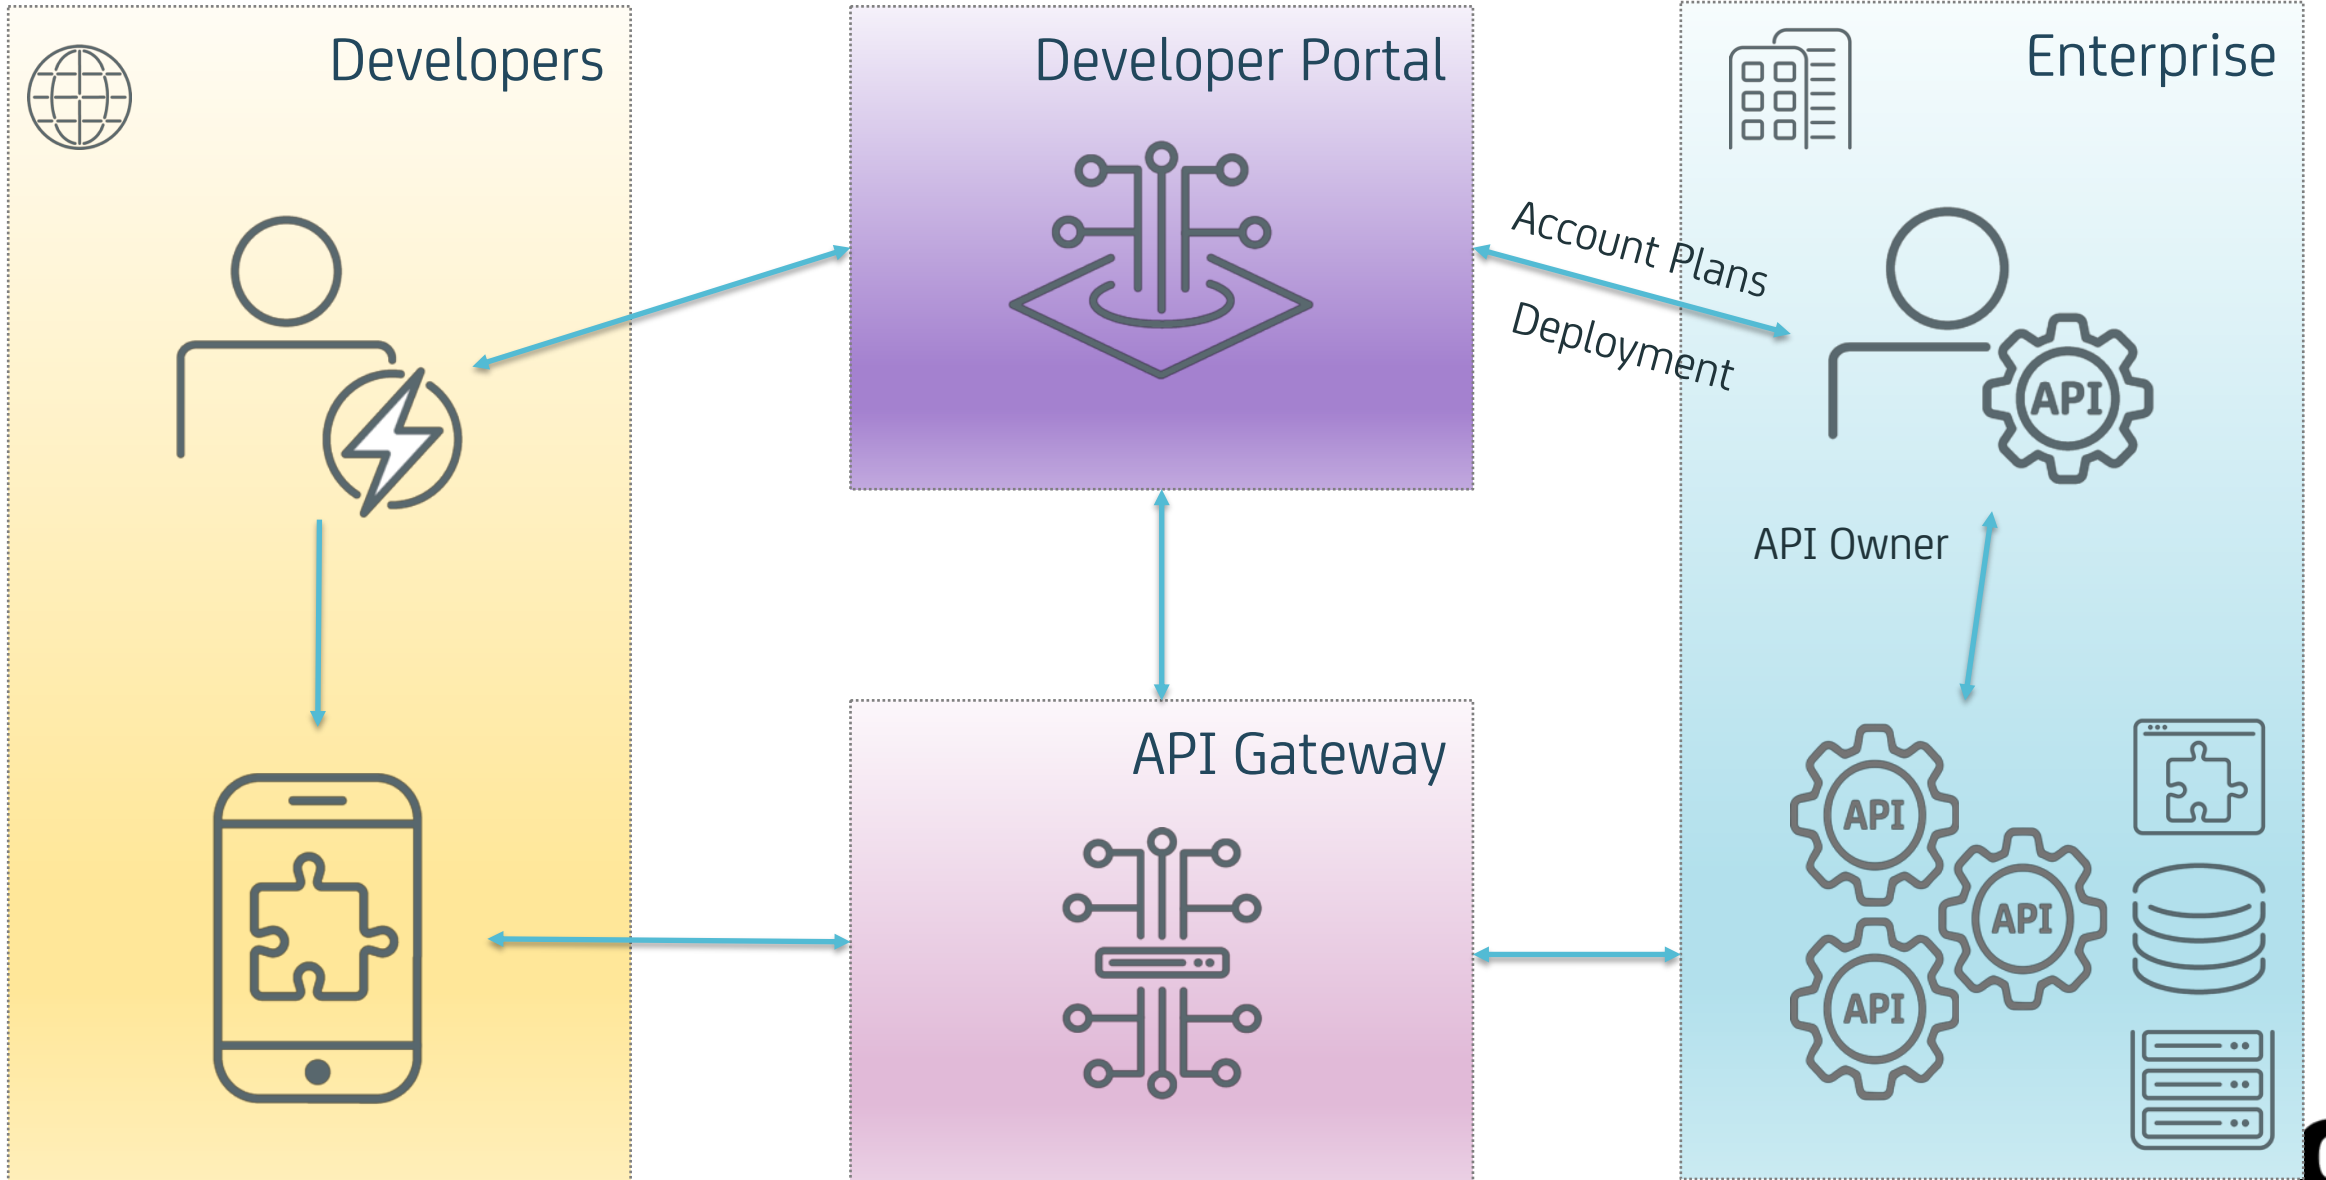 Developers
Developer Portal
Enterprise
Account Plans
Deployment
API
API Owner
API Gateway
API
API
API